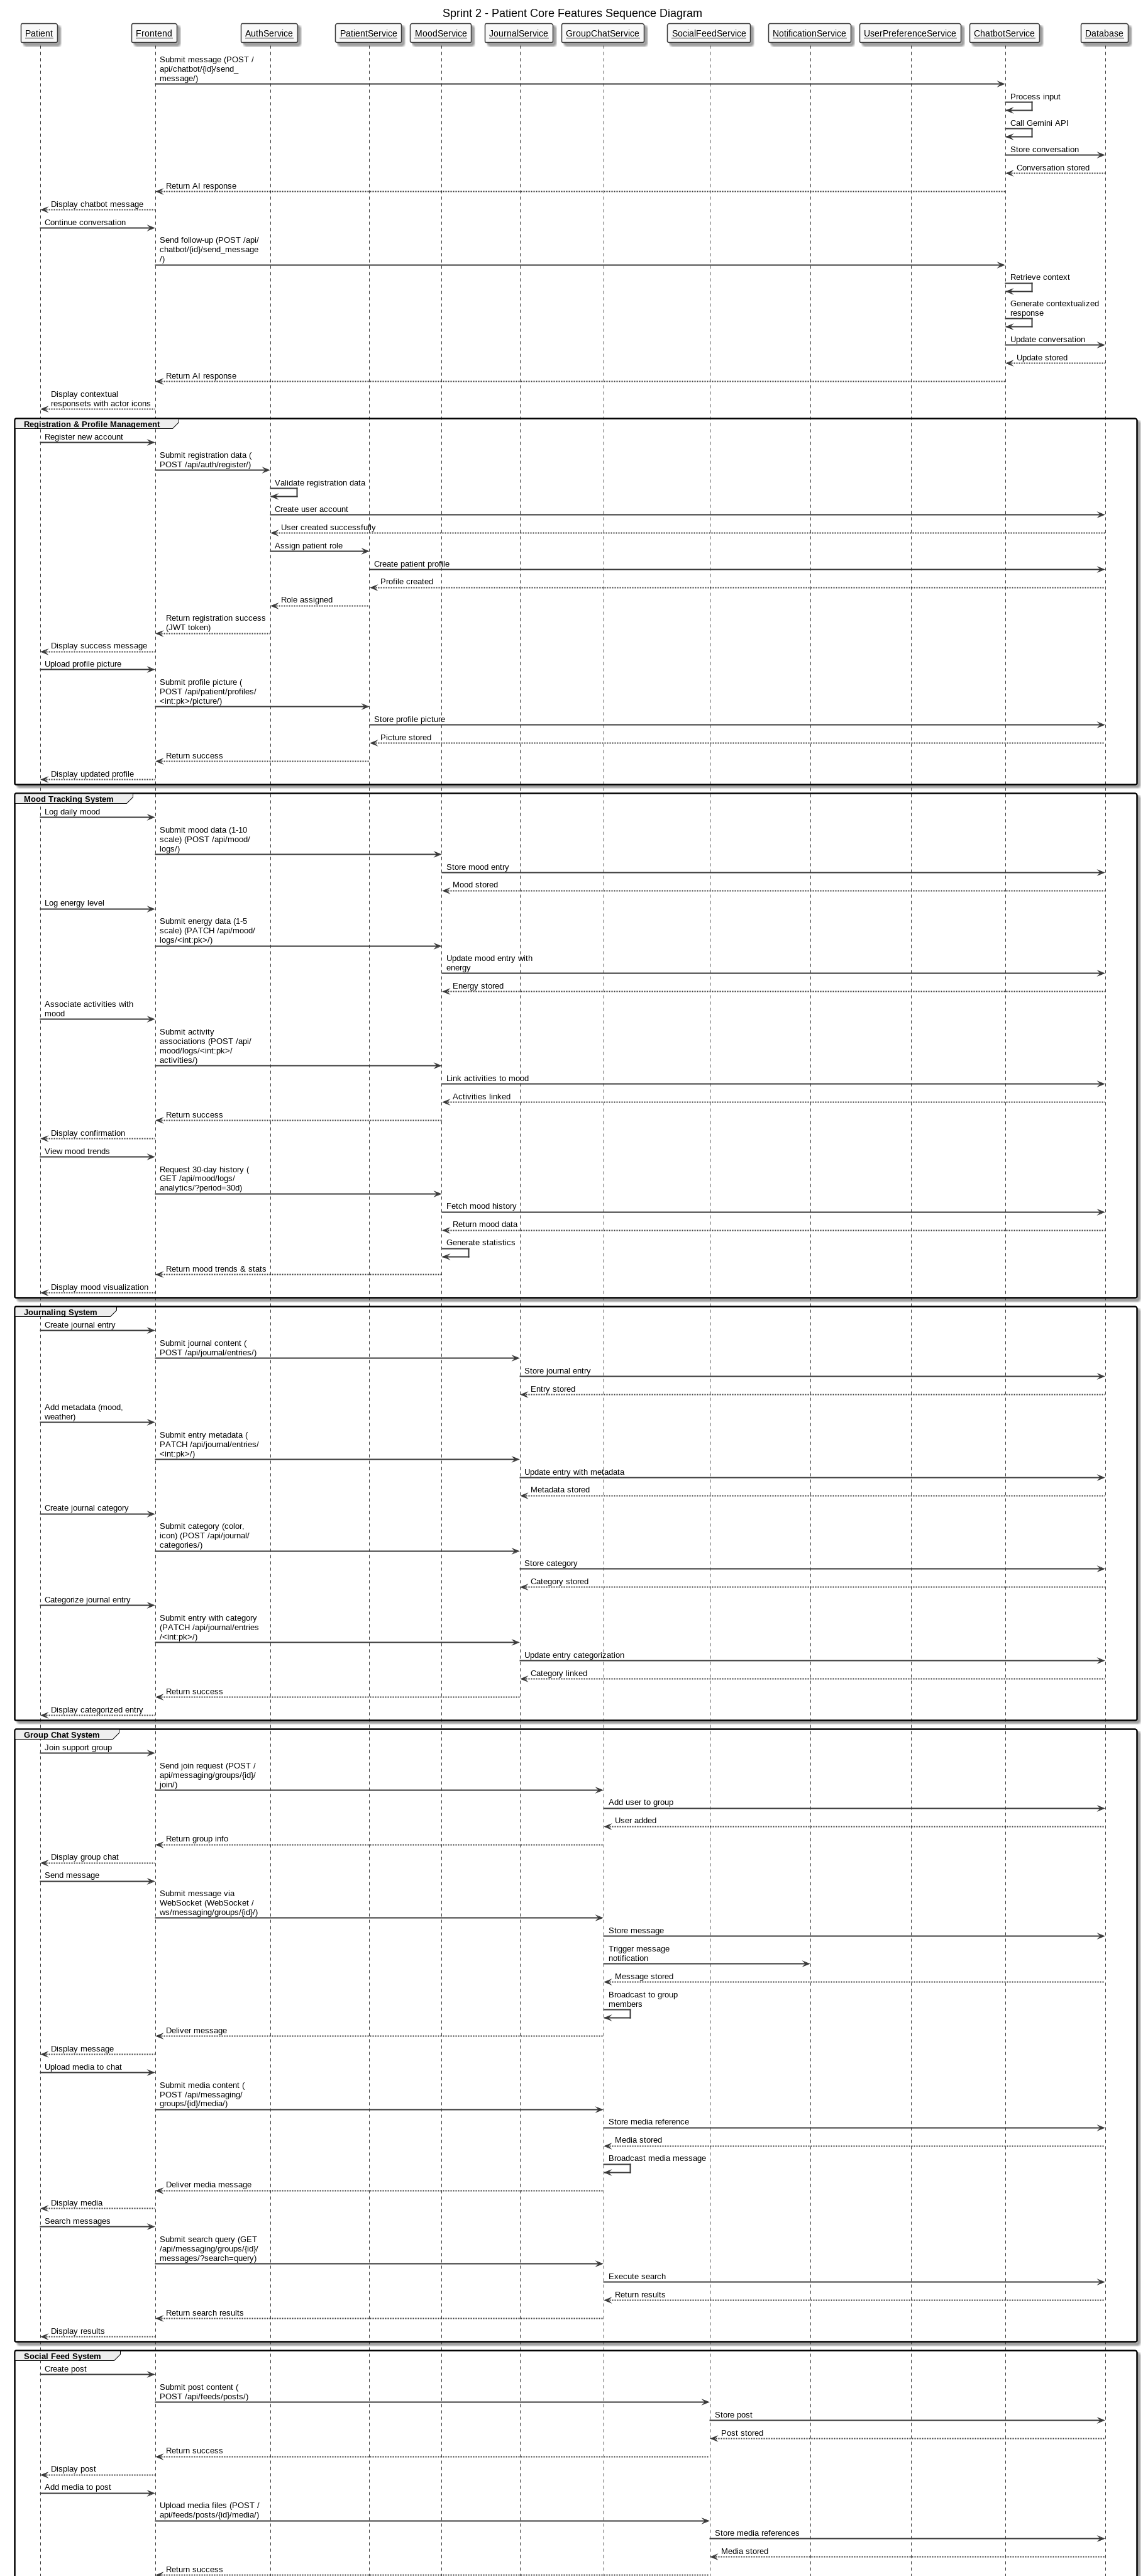 Sprint 2 - Patient Core Features Sequence Diagram
Patient
Frontend
AuthService
PatientService
MoodService
JournalService
GroupChatService
SocialFeedService
NotificationService
UserPreferenceService
ChatbotService
Database
Submit message (POST /
api/chatbot/{id}/send_
message/)
Process input
Call Gemini API
Store conversation
Conversation stored
Return AI response
Display chatbot message
Continue conversation
Send follow-up (POST /api/
chatbot/{id}/send_message
/)
Retrieve context
Generate contextualized
response
Update conversation
Update stored
Return AI response
Display contextual
responsets with actor icons
Registration & Profile Management
Register new account
Submit registration data (
POST /api/auth/register/)
Validate registration data
Create user account
User created successfully
Assign patient role
Create patient profile
Profile created
Role assigned
Return registration success
(JWT token)
Display success message
Upload profile picture
Submit profile picture (
POST /api/patient/profiles/
<int:pk>/picture/)
Store profile picture
Picture stored
Return success
Display updated profile
Mood Tracking System
Log daily mood
Submit mood data (1-10
scale) (POST /api/mood/
logs/)
Store mood entry
Mood stored
Log energy level
Submit energy data (1-5
scale) (PATCH /api/mood/
logs/<int:pk>/)
Update mood entry with
energy
Energy stored
Associate activities with
mood
Submit activity
associations (POST /api/
mood/logs/<int:pk>/
activities/)
Link activities to mood
Activities linked
Return success
Display confirmation
View mood trends
Request 30-day history (
GET /api/mood/logs/
analytics/?period=30d)
Fetch mood history
Return mood data
Generate statistics
Return mood trends & stats
Display mood visualization
Journaling System
Create journal entry
Submit journal content (
POST /api/journal/entries/)
Store journal entry
Entry stored
Add metadata (mood,
weather)
Submit entry metadata (
PATCH /api/journal/entries/
<int:pk>/)
Update entry with metadata
Metadata stored
Create journal category
Submit category (color,
icon) (POST /api/journal/
categories/)
Store category
Category stored
Categorize journal entry
Submit entry with category
(PATCH /api/journal/entries
/<int:pk>/)
Update entry categorization
Category linked
Return success
Display categorized entry
Group Chat System
Join support group
Send join request (POST /
api/messaging/groups/{id}/
join/)
Add user to group
User added
Return group info
Display group chat
Send message
Submit message via
WebSocket (WebSocket /
ws/messaging/groups/{id}/)
Store message
Trigger message
notification
Message stored
Broadcast to group
members
Deliver message
Display message
Upload media to chat
Submit media content (
POST /api/messaging/
groups/{id}/media/)
Store media reference
Media stored
Broadcast media message
Deliver media message
Display media
Search messages
Submit search query (GET
/api/messaging/groups/{id}/
messages/?search=query)
Execute search
Return results
Return search results
Display results
Social Feed System
Create post
Submit post content (
POST /api/feeds/posts/)
Store post
Post stored
Return success
Display post
Add media to post
Upload media files (POST /
api/feeds/posts/{id}/media/)
Store media references
Media stored
Return success